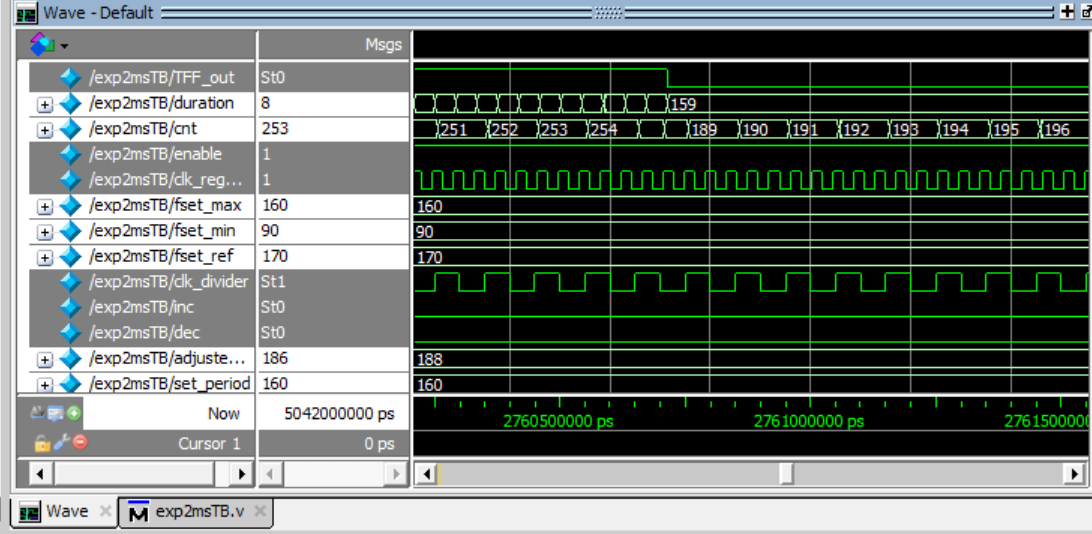 Wave - Default
Msgs
/exp2msTB/TFF_out St0
/exp2msTB/duration 8 159
/exp2msTB/cnt 253 251 252 253 254 189 190 191 192 193 194 195 196
/exp2msTB/enable 1
/exp2msTB/clk_reg... 1
/exp2msTB/fset_max 160 160
/exp2msTB/fset_min 90 90
/exp2msTB/fset_ref 170 170
/exp2msTB/clk_divider St1
/exp2msTB/inc St0
/exp2msTB/dec St0
/exp2msTB/adjuste... 186 188
/exp2msTB/set_period 160 160
Now 5042000000 ps 2760500000 ps 2761000000 ps 276150000
Cursor 1 0 ps
Wave exp2msTB.v